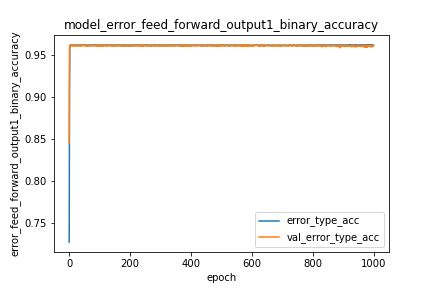 model_error_feed_forward_output1_binary_accuracy
error_feed_forward_output1_binary_accuracy
0.95
0.90
0.85
0.80
0.75
error_type_acc
val_error_type_acc
0 200 400 600 800 1000
epoch